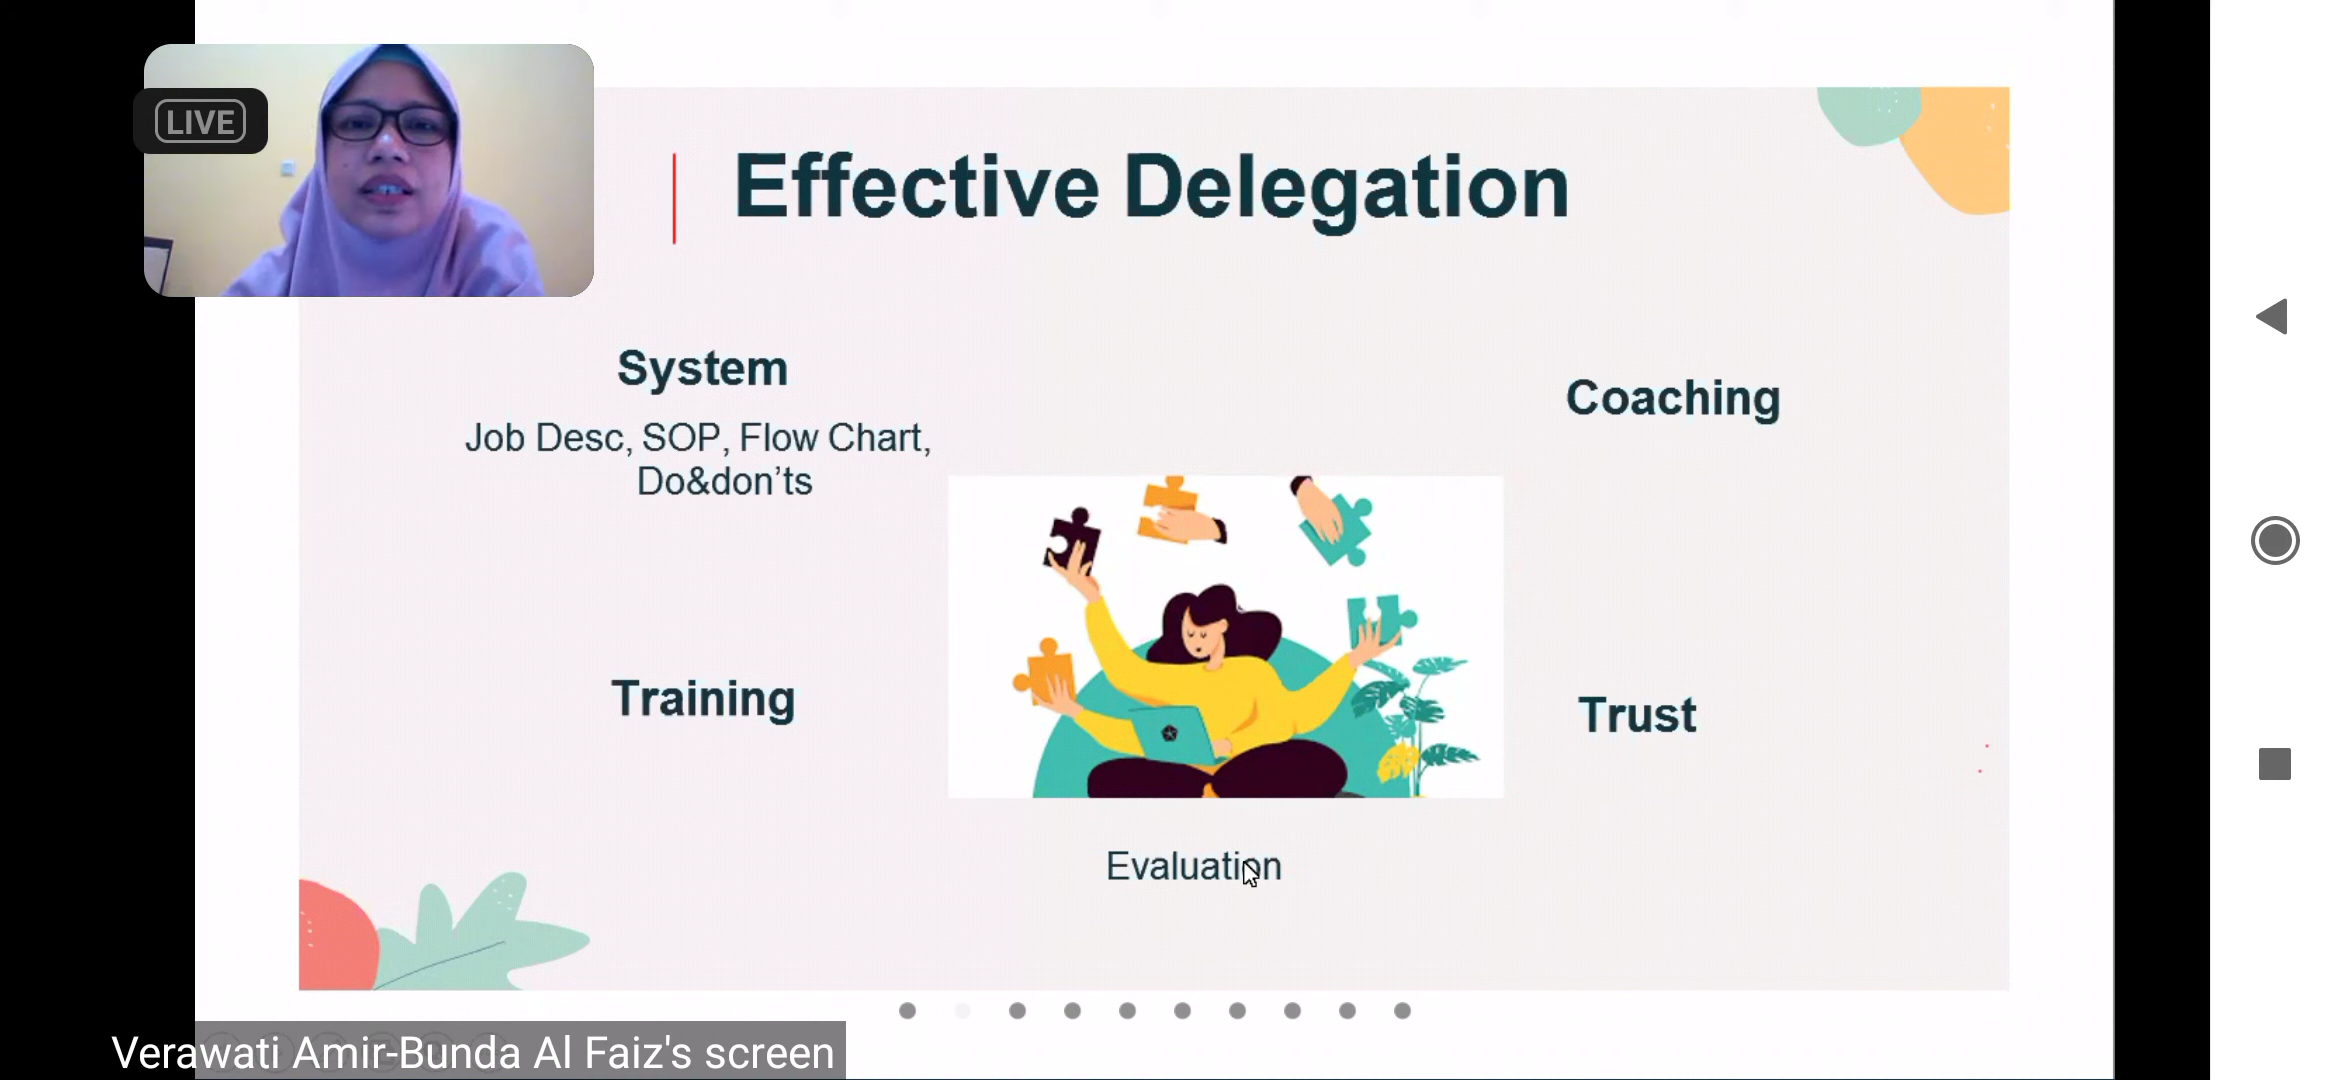 LIVE
Effective Delegation
System
Job Desc, SOP, Flow Chart,
Do&don’ts
Coaching
Training
Trust
Evaluation
Verawati Amir-Bunda Al Faiz's screen